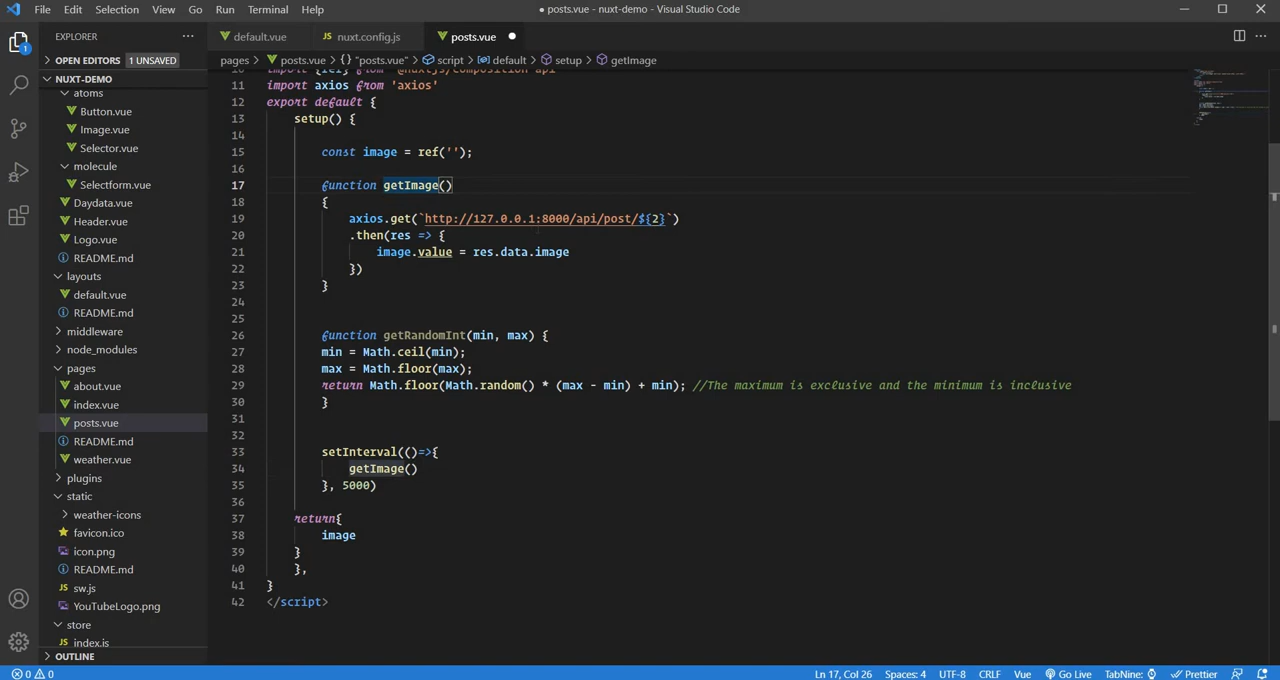 File Edit Selection View Go Run Terminal Help
● posts.vue - nuxt-demo - Visual Studio Code
EXPLORER
OPEN EDITORS 1 UNSAVED
NUXT-DEMO
atoms
Button.vue
Image.vue
Selector.vue
molecule
Selectform.vue
Daydata.vue
Header.vue
Logo.vue
README.md
layouts
default.vue
README.md
middleware
node_modules
pages
about.vue
index.vue
posts.vue
README.md
weather.vue
plugins
static
weather-icons
favicon.ico
icon.png
README.md
sw.js
YouTubeLogo.png
store
index.js
OUTLINE
1
default.vue nuxt.config.js posts.vue
pages > posts.vue > {} "posts.vue" > script > default > setup > getImage
10 import {ref} from '@nuxtjs/composition-api'
11 import axios from 'axios'
12 export default {
13 setup() {
14
15 const image = ref('');
16
17 function getImage()
18 {
19 axios.get(`http://127.0.0.1:8000/api/post/${2}`)
20 .then(res => {
21 image.value = res.data.image
22 })
23 }
24
25
26 function getRandomInt(min, max) {
27 min = Math.ceil(min);
28 max = Math.floor(max);
29 return Math.floor(Math.random() * (max - min) + min); //The maximum is exclusive and the minimum is inclusive
30 }
31
32
33 setInterval(()=>{
34 getImage()
35 }, 5000)
36
37 return{
38 image
39 }
40 },
41 }
42 </script>
0 0 Ln 17, Col 26 Spaces: 4 UTF-8 CRLF Vue Go Live TabNine: Prettier